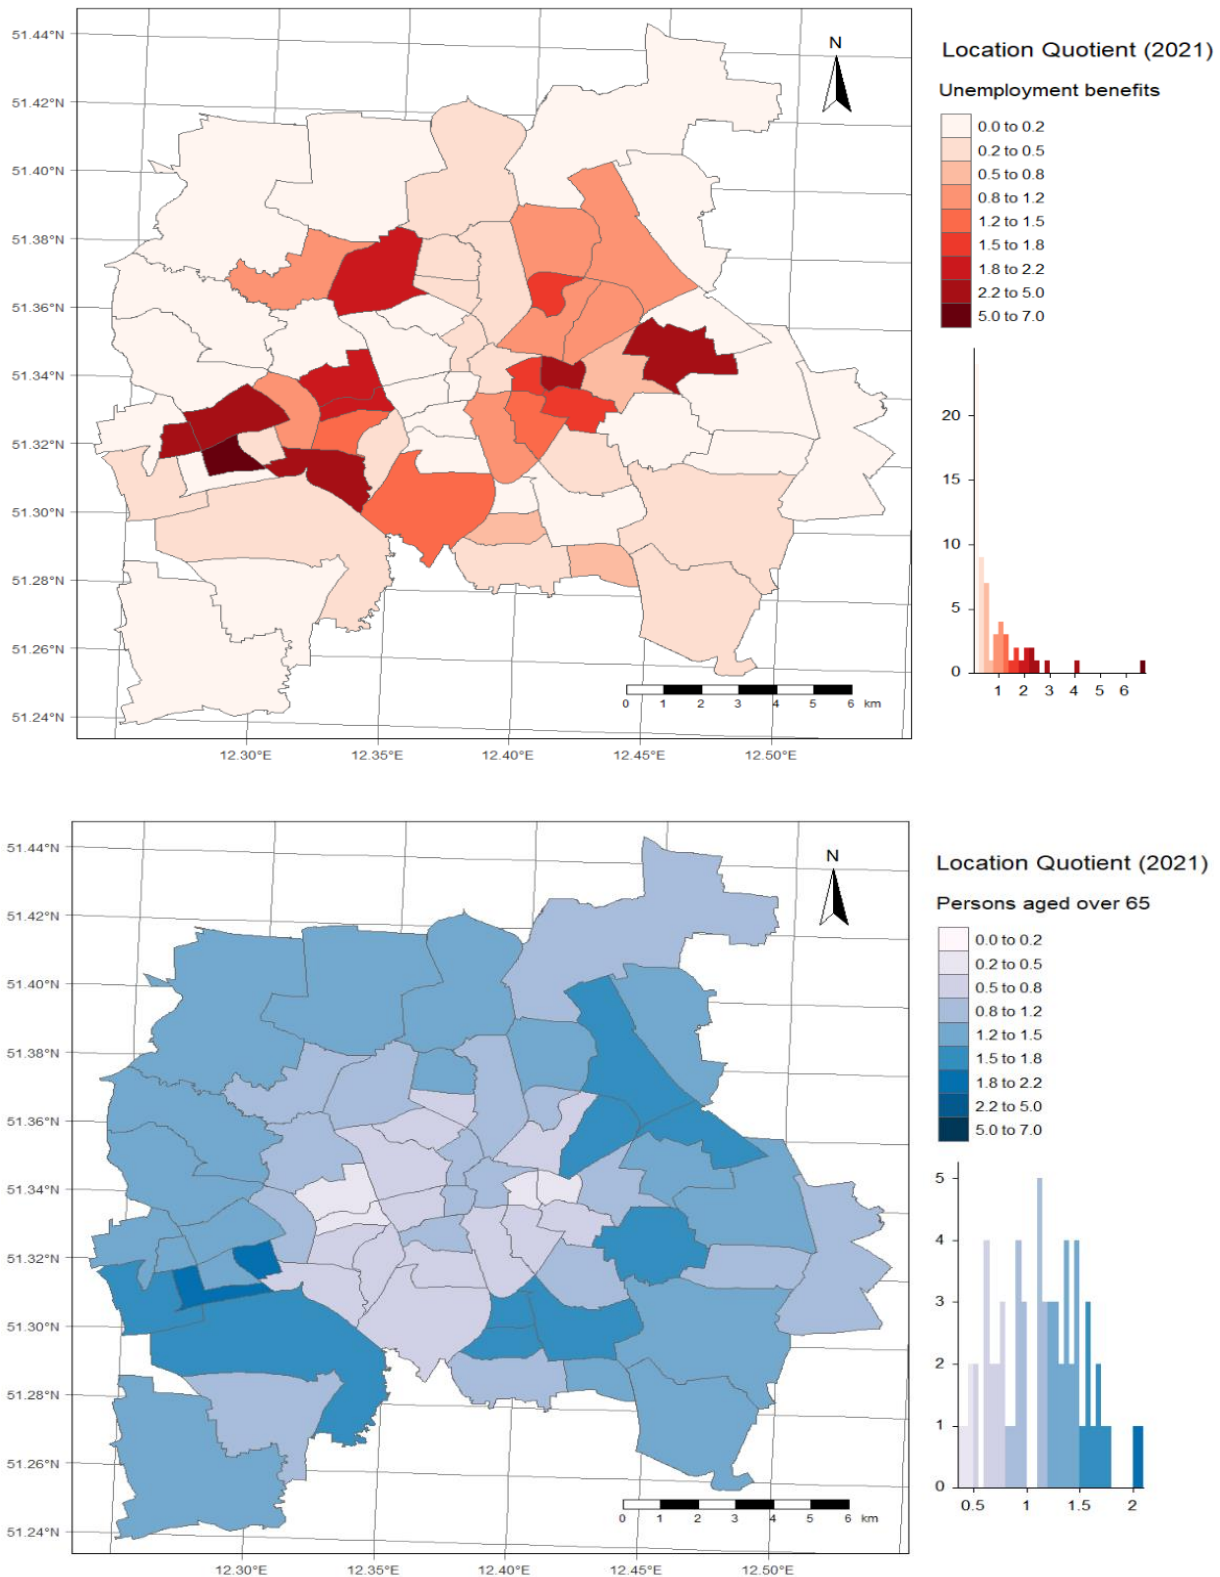 51.44°N
51.42°N
51.40°N
51.38°N
51.36°N
51.34°N
51.32°N
51.30°N
51.28°N
51.26°N
51.24°N
12.30°E 12.35°E 12.40°E 12.45°E 12.50°E
N
0 1 2 3 4 5 6 km
Location Quotient (2021)
Unemployment benefits
0.0 to 0.2
0.2 to 0.5
0.5 to 0.8
0.8 to 1.2
1.2 to 1.5
1.5 to 1.8
1.8 to 2.2
2.2 to 5.0
5.0 to 7.0
20
15
10
5
0
1 2 3 4 5 6
51.44°N
51.42°N
51.40°N
51.38°N
51.36°N
51.34°N
51.32°N
51.30°N
51.28°N
51.26°N
51.24°N
12.30°E 12.35°E 12.40°E 12.45°E 12.50°E
N
0 1 2 3 4 5 6 km
Location Quotient (2021)
Persons aged over 65
0.0 to 0.2
0.2 to 0.5
0.5 to 0.8
0.8 to 1.2
1.2 to 1.5
1.5 to 1.8
1.8 to 2.2
2.2 to 5.0
5.0 to 7.0
5
4
3
2
1
0
0.5 1 1.5 2